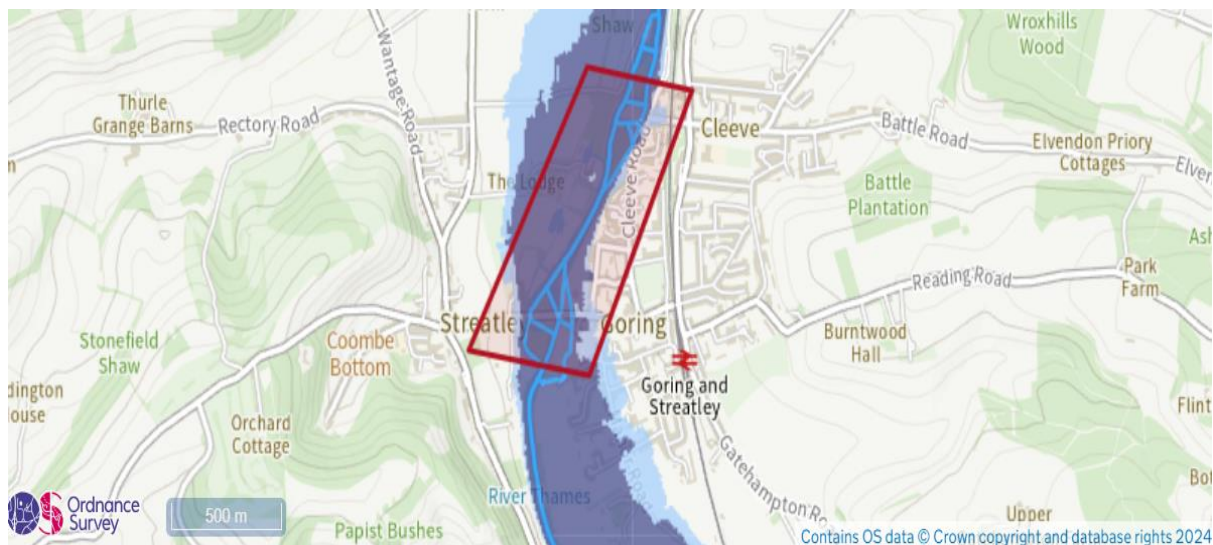 Shaw
Wroxhills
Wood
Wantage Road
Thurle
Grange Barns
Rectory Road
Cleeve
Battle Road
Elvendon Priory
Cottages
The Lodge
Cleeve Road
Battle
Plantation
Reading Road
Park
Farm
Streatley
Goring
Burntwood
Hall
Stonefield
Shaw
Coombe
Bottom
Goring and
Streatley
Orchard
Cottage
Gatehampton Ro
River Thames
Ordnance
Survey
500 m
Papist Bushes
Upper
Contains OS data © Crown copyright and database rights 2024